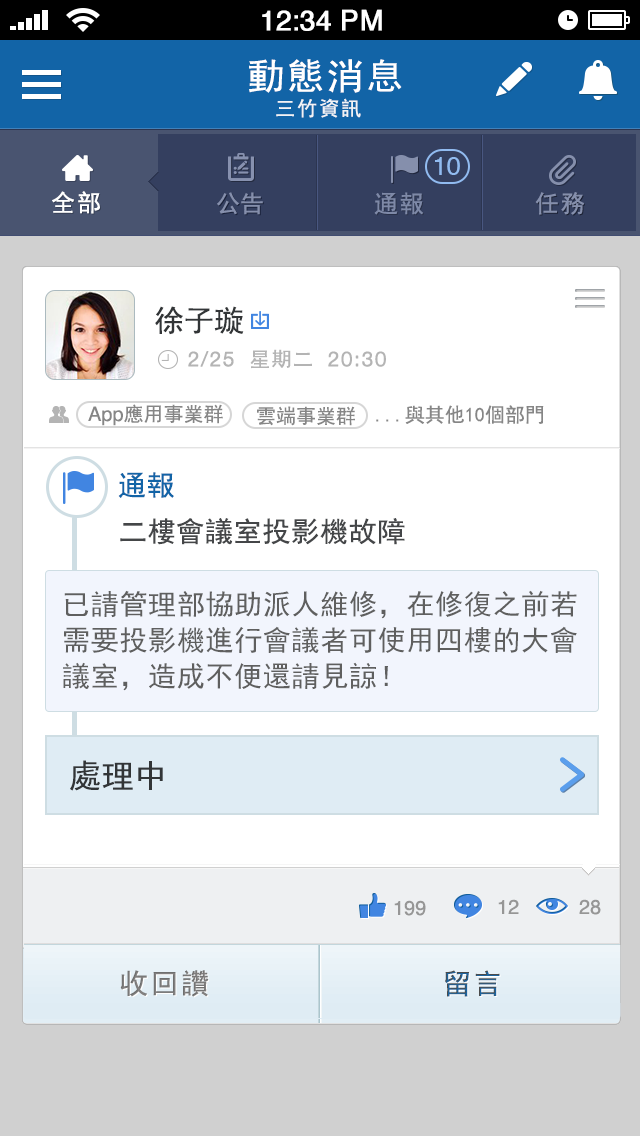 12:34 PM
動態消息
三竹資訊
全部
公告
通報
10
任務
徐子璇
2/25 星期二 20:30
App應用事業群 雲端事業群 ...與其他10個部門
通報
二樓會議室投影機故障
已請管理部協助派人維修，在修復之前若
需要投影機進行會議者可使用四樓的大會
議室，造成不便還請見諒！
處理中
199 12 28
收回讚 留言